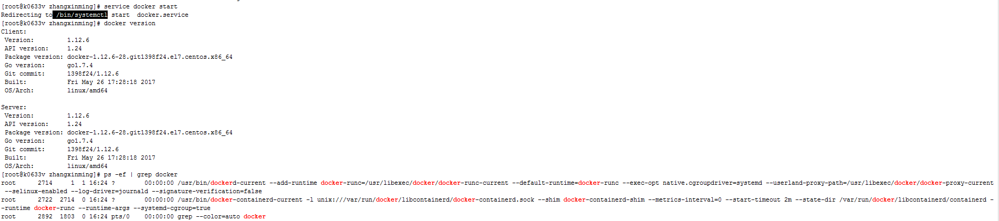 [root@k0633v zhangxinming]# service docker start
Redirecting to /bin/systemctl start  docker.service
[root@k0633v zhangxinming]# docker version
Client:
 Version:         1.12.6
 API version:     1.24
 Package version: docker-1.12.6-28.git1398f24.el7.centos.x86_64
 Go version:      go1.7.4
 Git commit:      1398f24/1.12.6
 Built:           Fri May 26 17:28:18 2017
 OS/Arch:         linux/amd64

Server:
 Version:         1.12.6
 API version:     1.24
 Package version: docker-1.12.6-28.git1398f24.el7.centos.x86_64
 Go version:      go1.7.4
 Git commit:      1398f24/1.12.6
 Built:           Fri May 26 17:28:18 2017
 OS/Arch:         linux/amd64
[root@k0633v zhangxinming]# ps -ef | grep docker
root      2714     1  1 16:24 ?        00:00:00 /usr/bin/dockerd-current --add-runtime docker-runc=/usr/libexec/docker/docker-runc-current --default-runtime=docker-runc --exec-opt native.cgroupdriver=systemd --userland-proxy-path=/usr/libexec/docker/docker-proxy-current
 --selinux-enabled --log-driver=journald --signature-verification=false
root      2722  2714  0 16:24 ?        00:00:00 /usr/bin/docker-containerd-current -l unix:///var/run/docker/libcontainerd/docker-containerd.sock --shim docker-containerd-shim --metrics-interval=0 --start-timeout 2m --state-dir /var/run/docker/libcontainerd/containerd -
-runtime docker-runc --runtime-args --systemd-cgroup=true
root      2892  1803  0 16:24 pts/0    00:00:00 grep --color=auto docker